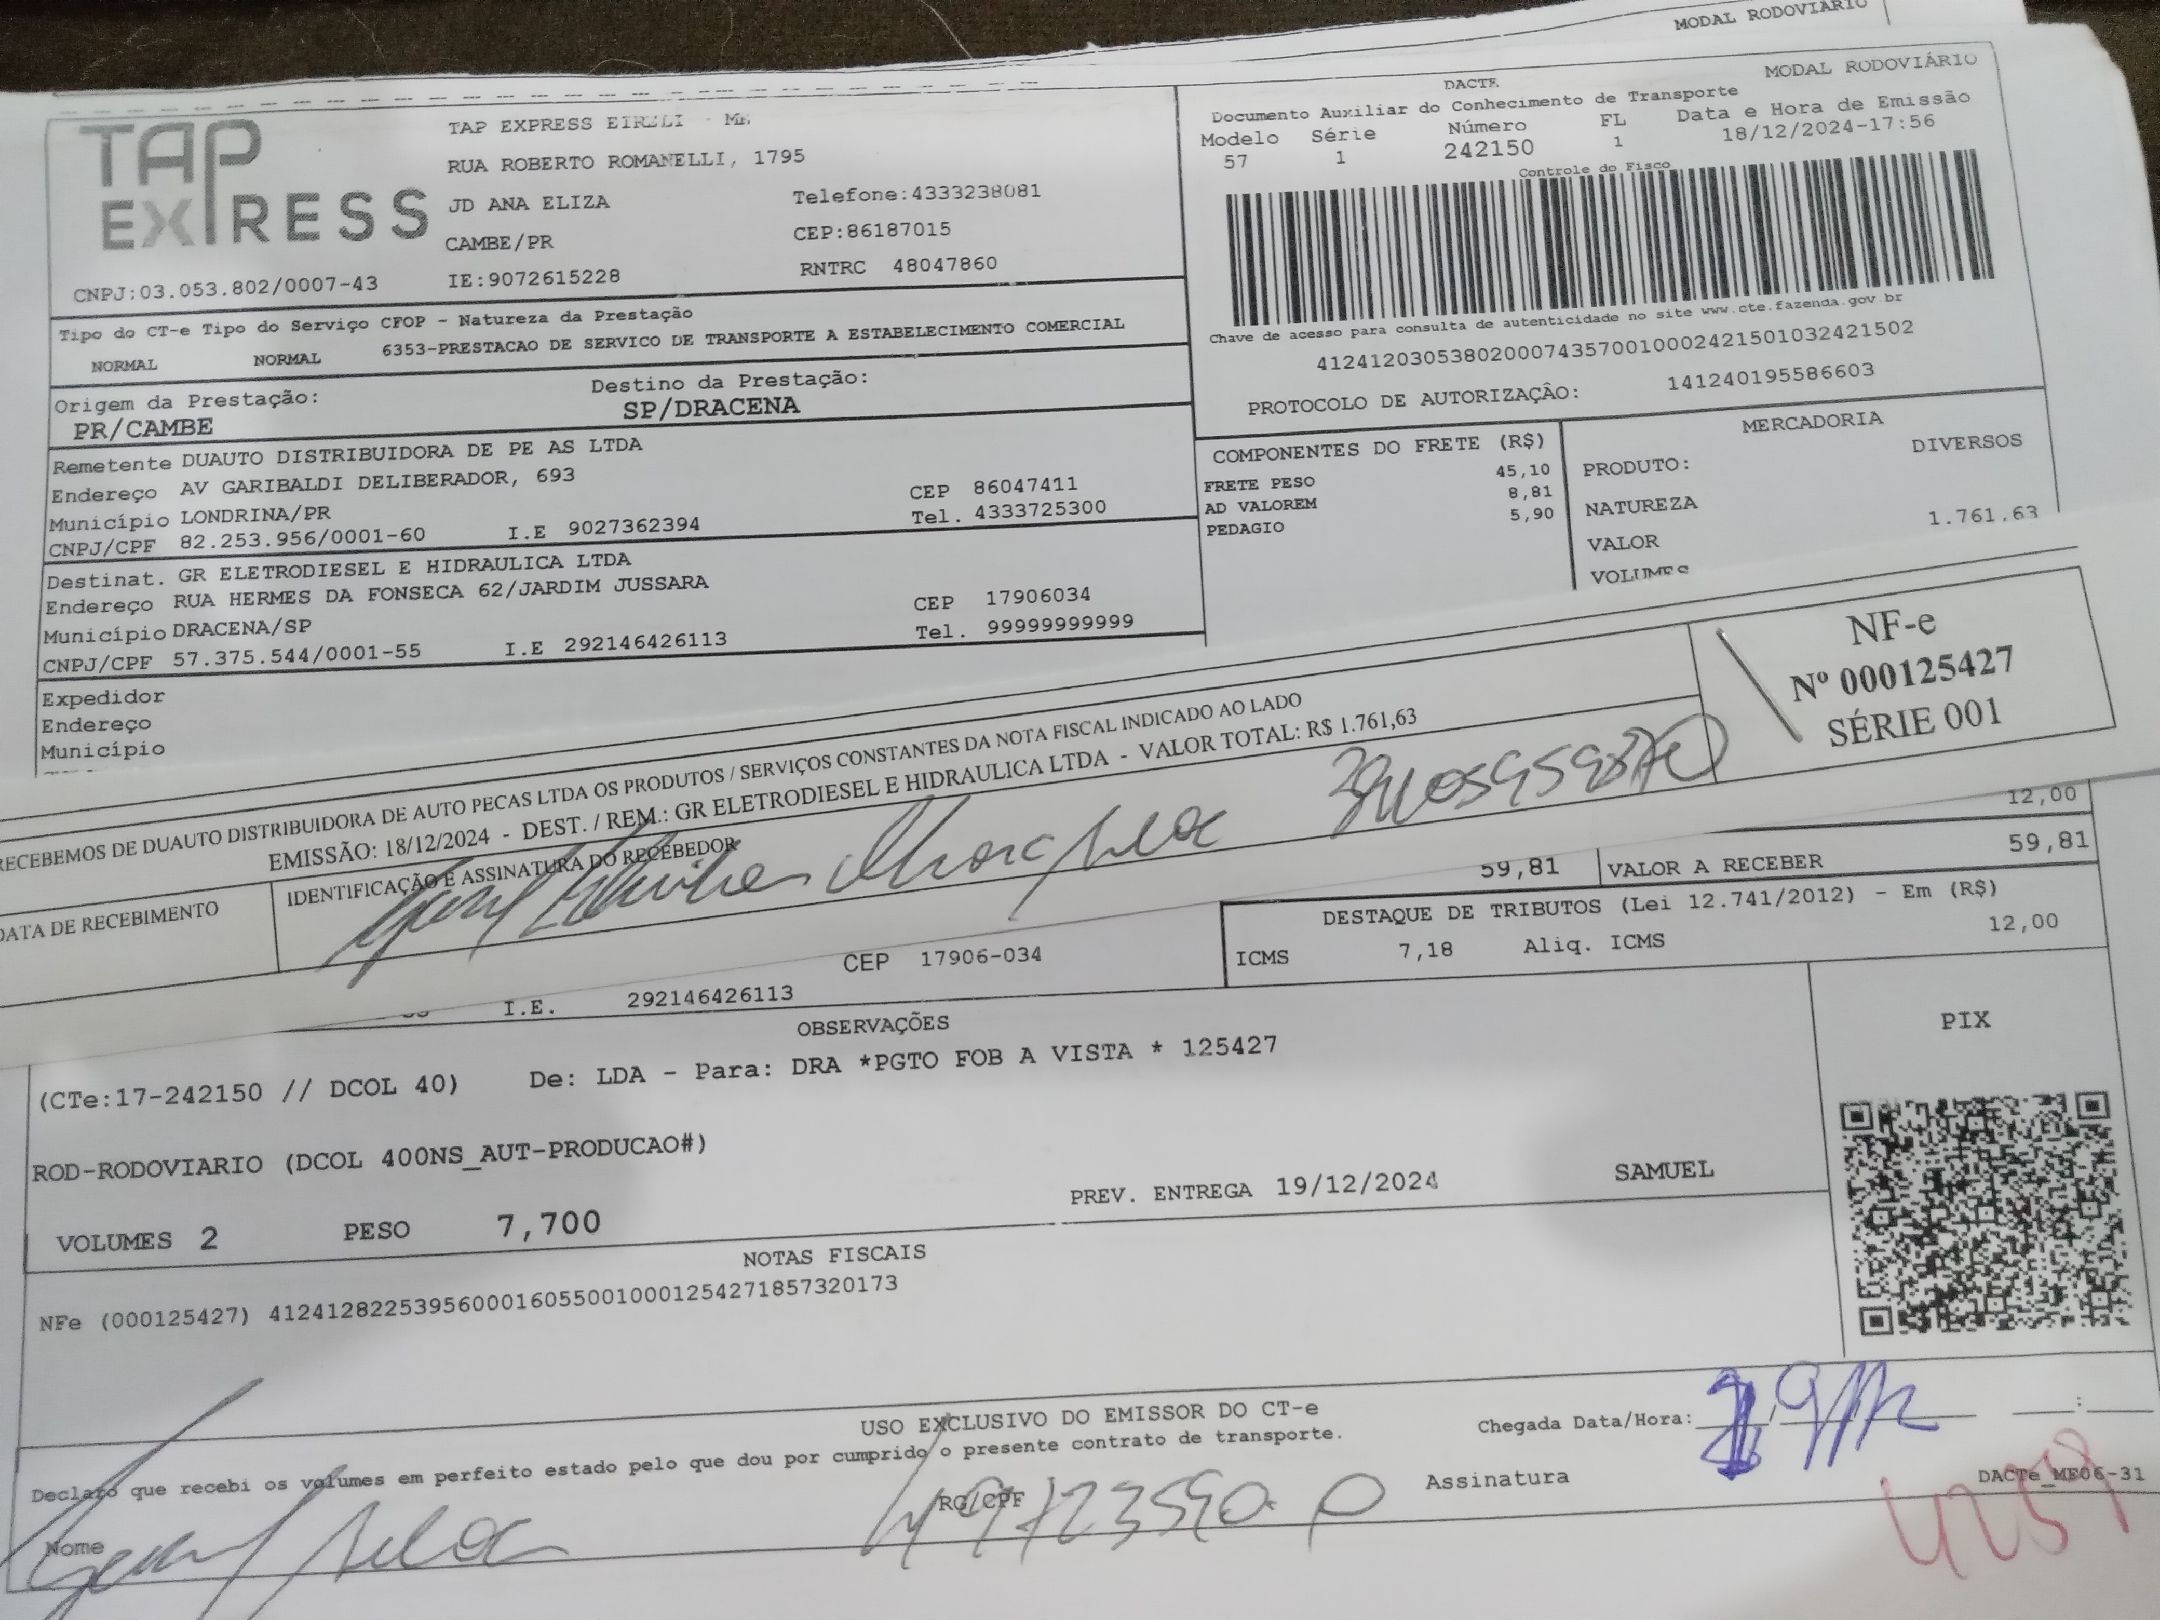 MODAL RODOVIÁRIO
TAP
EXPRESS
TAP EXPRESS EIRELI - ME
RUA ROBERTO ROMANELLI, 1795
JD ANA ELIZA Telefone:4333238081
CAMBE/PR CEP:86187015
CNPJ:03.053.802/0007-43 IE:9072615228 RNTRC 48047860
DACTE MODAL RODOVIÁRIO
Documento Auxiliar do Conhecimento de Transporte
Modelo Série Número FL Data e Hora de Emissão
57 1 242150 1 18/12/2024-17:56
Controle do Fisco
Chave de acesso para consulta de autenticidade no site www.cte.fazenda.gov.br
41241203053802000743570010002421501032421502
PROTOCOLO DE AUTORIZAÇÃO: 141240195586603
Tipo do CT-e Tipo do Serviço CFOP - Natureza da Prestação
NORMAL NORMAL 6353-PRESTACAO DE SERVICO DE TRANSPORTE A ESTABELECIMENTO COMERCIAL
Origem da Prestação: Destino da Prestação:
PR/CAMBE SP/DRACENA
Remetente DUAUTO DISTRIBUIDORA DE PE AS LTDA
Endereço AV GARIBALDI DELIBERADOR, 693
Município LONDRINA/PR CEP 86047411
CNPJ/CPF 82.253.956/0001-60 I.E 9027362394 Tel. 4333725300
Destinat. GR ELETRODIESEL E HIDRAULICA LTDA
Endereço RUA HERMES DA FONSECA 62/JARDIM JUSSARA
Município DRACENA/SP CEP 17906034
CNPJ/CPF 57.375.544/0001-55 I.E 292146426113 Tel. 99999999999
Expedidor
Endereço
Município
COMPONENTES DO FRETE (R$)
FRETE PESO 45,10
AD VALOREM 8,81
PEDAGIO 5,90
MERCADORIA
PRODUTO: DIVERSOS
NATUREZA
VALOR 1.761,63
VOLUMES
RECEBEMOS DE DUAUTO DISTRIBUIDORA DE AUTO PECAS LTDA OS PRODUTOS / SERVIÇOS CONSTANTES DA NOTA FISCAL INDICADO AO LADO
EMISSÃO: 18/12/2024 - DEST. / REM.: GR ELETRODIESEL E HIDRAULICA LTDA - VALOR TOTAL: R$ 1.761,63
DATA DE RECEBIMENTO IDENTIFICAÇÃO E ASSINATURA DO RECEBEDOR
NF-e
Nº 000125427
SÉRIE 001
12,00
59,81 VALOR A RECEBER 59,81
DESTAQUE DE TRIBUTOS (Lei 12.741/2012) - Em (R$)
ICMS 7,18 Aliq. ICMS 12,00
CEP 17906-034
I.E. 292146426113
OBSERVAÇÕES
(CTe:17-242150 // DCOL 40) De: LDA - Para: DRA *PGTO FOB A VISTA * 125427
ROD-RODOVIARIO (DCOL 400NS_AUT-PRODUCAO#)
PREV. ENTREGA 19/12/2024 SAMUEL
VOLUMES 2 PESO 7,700
PIX
NOTAS FISCAIS
NFe (000125427) 41241282253956000160550010001254271857320173
USO EXCLUSIVO DO EMISSOR DO CT-e
Declaro que recebi os volumes em perfeito estado pelo que dou por cumprido o presente contrato de transporte.
Chegada Data/Hora:
Nome RG/CPF Assinatura DACTe_ME06-31